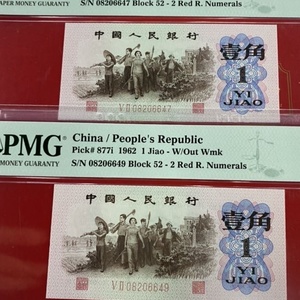 PAPER MONEY GUARANTY
S/N 08206647 Block 52 - 2 Red R. Numerals
中国人民银行
壹角
1
YI
JIAO
V II 08206647
PMG
MONEY GUARANTY
China / People's Republic
Pick# 877i 1962 1 Jiao - W/Out Wmk
S/N 08206649 Block 52 - 2 Red R. Numerals
中国人民银行
壹角
1
YI
JIAO
V II 08206649